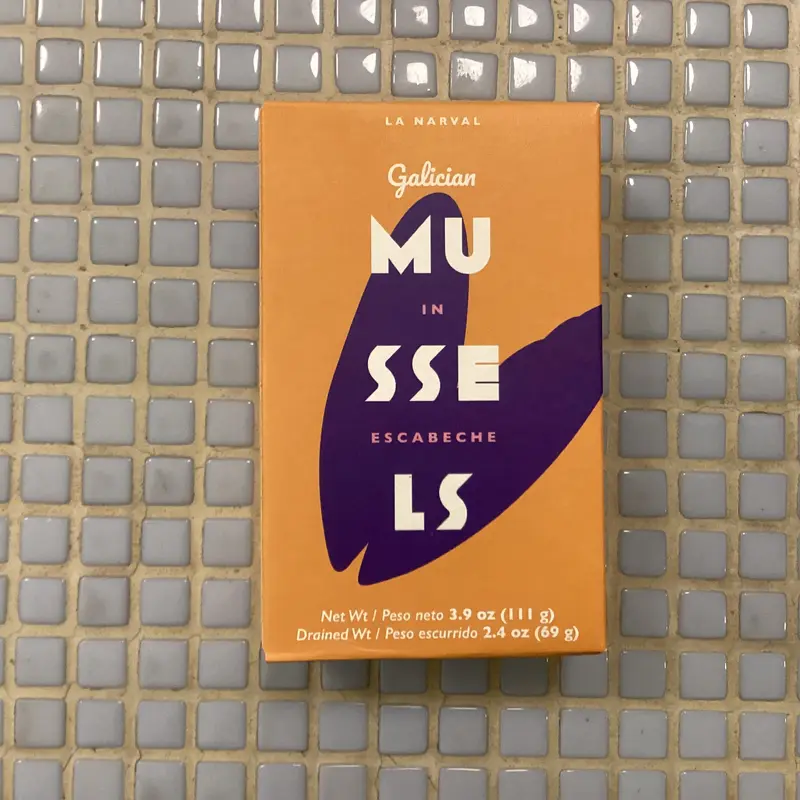 LA NARVAL
Galician
MU
IN
SSE
ESCABECHE
LS
Net Wt / Peso neto 3.9 oz (111 g)
Drained Wt / Peso escurrido 2.4 oz (69 g)